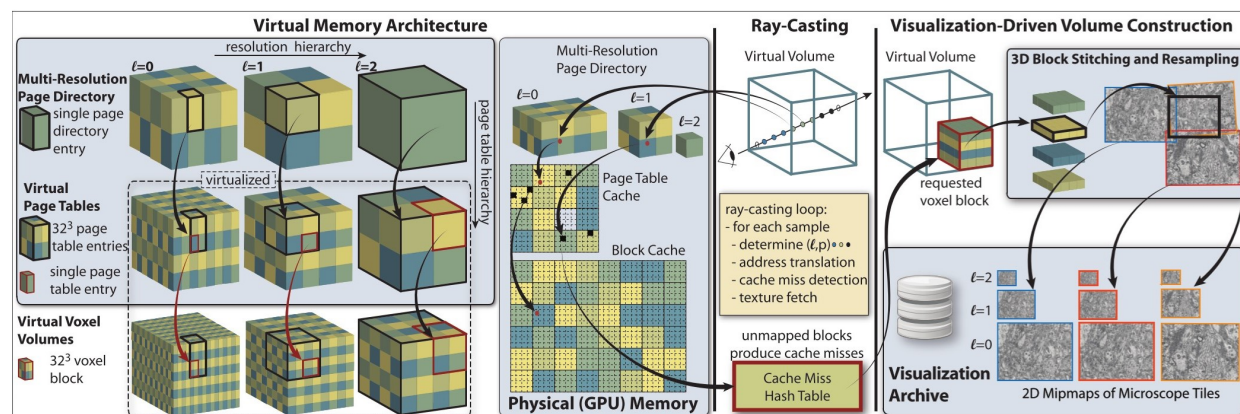 Virtual Memory Architecture
resolution hierarchy
ℓ=0
ℓ=1
ℓ=2
Multi-Resolution
Page Directory
single page
directory
entry
page table hierarchy
virtualized
Virtual
Page Tables
32³ page
table entries
single page
table entry
Virtual Voxel
Volumes
32³ voxel
block
Multi-Resolution
Page Directory
ℓ=0
ℓ=1
ℓ=2
Page Table
Cache
Block Cache
Physical (GPU) Memory
Ray-Casting
Virtual Volume
ray-casting loop:
- for each sample
- determine (ℓ,p)
- address translation
- cache miss detection
- texture fetch
unmapped blocks
produce cache misses
Cache Miss
Hash Table
Visualization-Driven Volume Construction
Virtual Volume
requested
voxel block
3D Block Stitching and Resampling
ℓ=2
ℓ=1
ℓ=0
Visualization
Archive
2D Mipmaps of Microscope Tiles